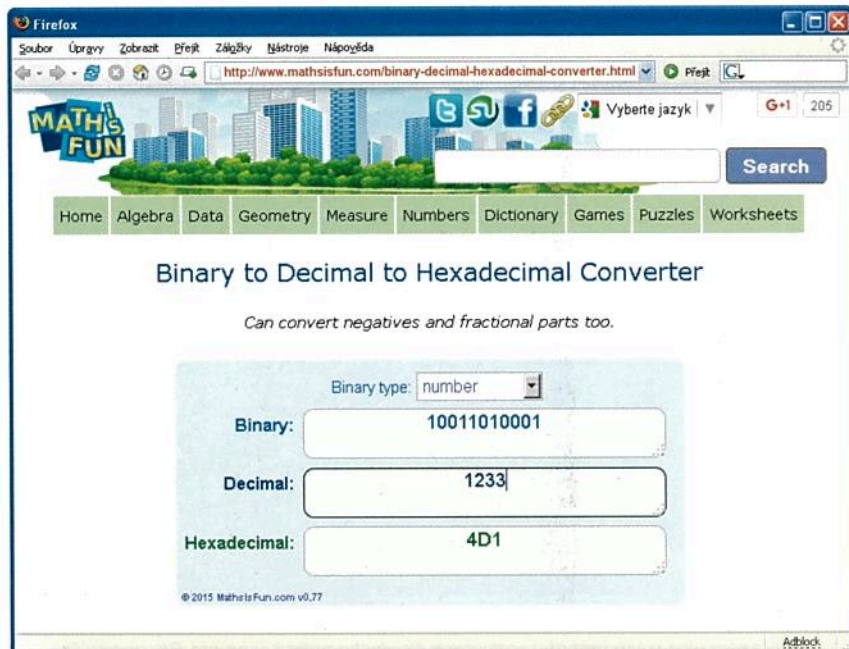 Firefox
Soubor Úpravy Zobrazit Přejít Záložky Nástroje Nápověda
http://www.mathsisfun.com/binary-decimal-hexadecimal-converter.html Přejít G
MATH IS FUN
Vyberte jazyk G+1 205
Search
Home Algebra Data Geometry Measure Numbers Dictionary Games Puzzles Worksheets
Binary to Decimal to Hexadecimal Converter
Can convert negatives and fractional parts too.
Binary type: number
Binary: 10011010001
Decimal: 1233
Hexadecimal: 4D1
© 2015 MathsIsFun.com v0,77
Adblock